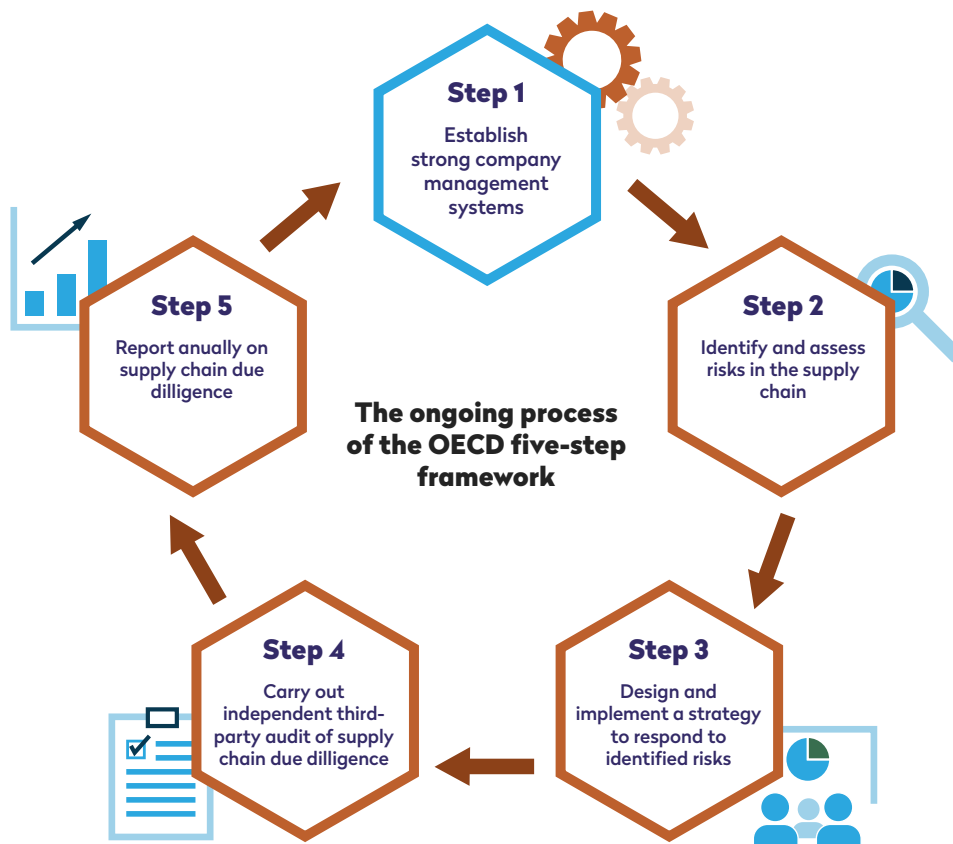 Step 1
Establish
strong company
management
systems
Step 2
Identify and assess
risks in the supply
chain
Step 3
Design and
implement a strategy
to respond to
identified risks
Step 4
Carry out
independent third-
party audit of supply
chain due dilligence
Step 5
Report anually on
supply chain due
dilligence
The ongoing process
of the OECD five-step
framework